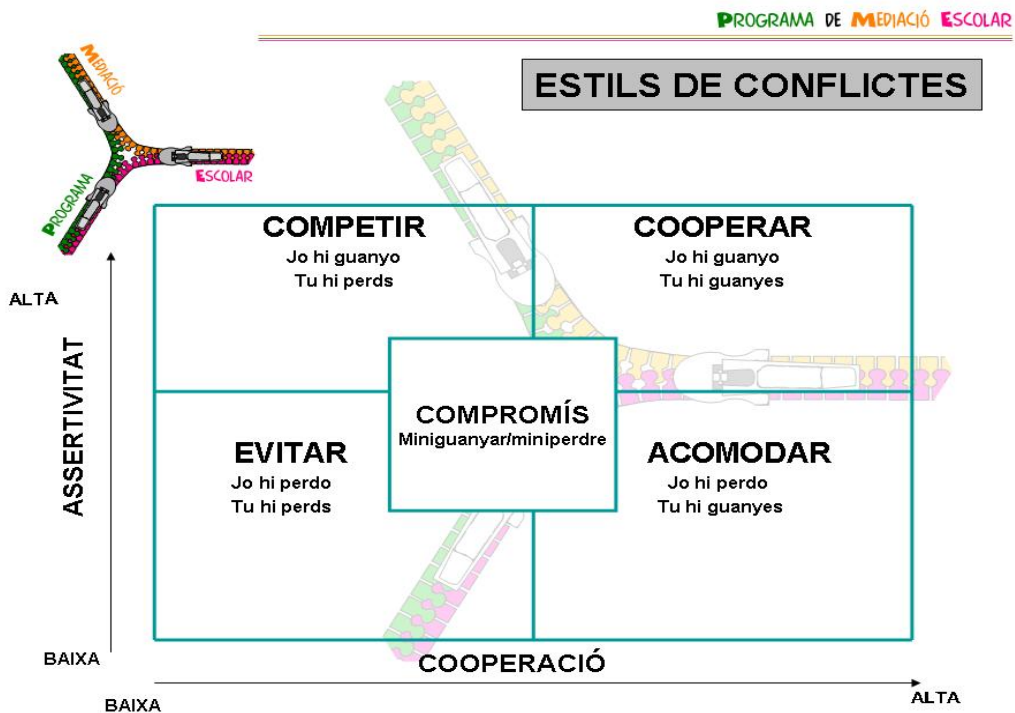 PROGRAMA DE MEDIACIÓ ESCOLAR
ESTILS DE CONFLICTES
MEDIACIÓ
ESCOLAR
PROGRAMA
COMPETIR
Jo hi guanyo
Tu hi perds
COOPERAR
Jo hi guanyo
Tu hi guanyes
ALTA
ASSERTIVITAT
COMPROMÍS
Miniguanyar/miniperdre
EVITAR
Jo hi perdo
Tu hi perds
ACOMODAR
Jo hi perdo
Tu hi guanyes
BAIXA
COOPERACIÓ
BAIXA
ALTA